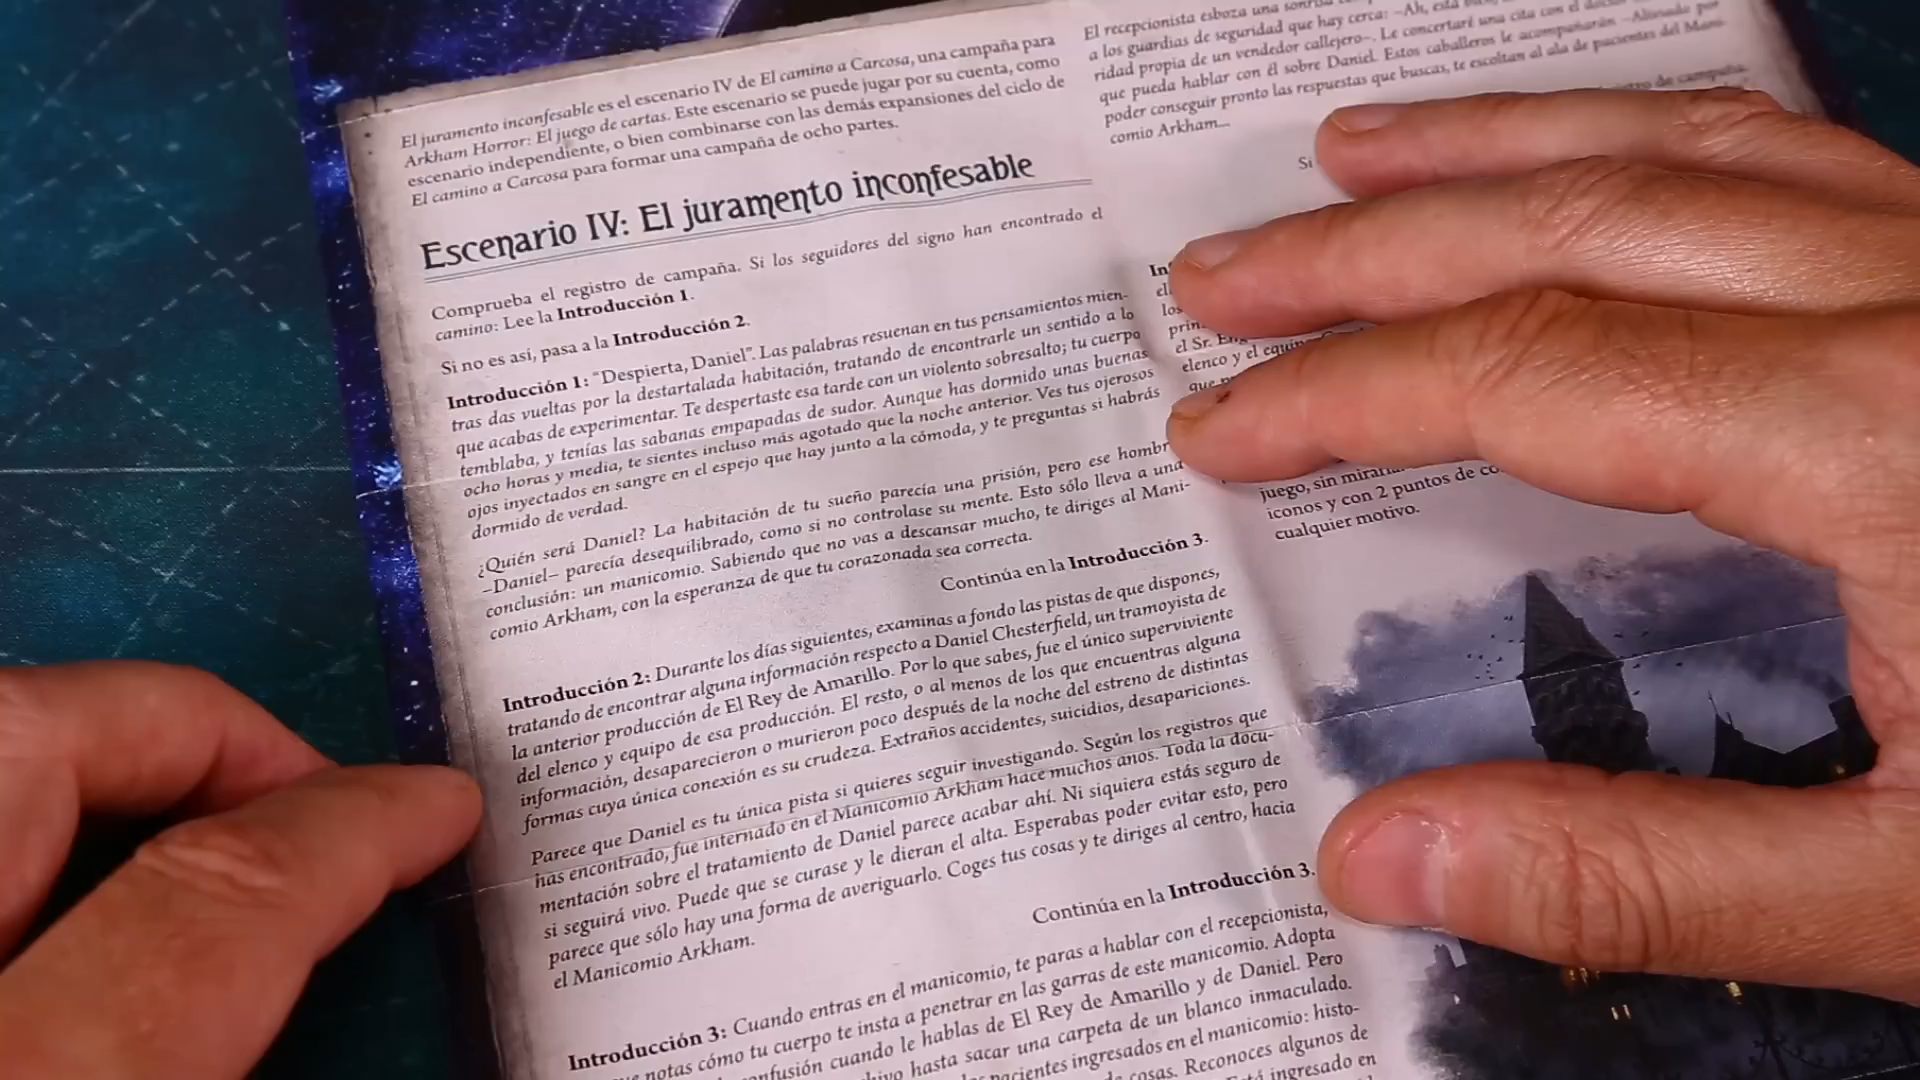 El juramento inconfesable es el escenario IV de El camino a Carcosa, una campaña para
Arkham Horror: El juego de cartas. Este escenario se puede jugar por su cuenta, como
escenario independiente, o bien combinarse con las demás expansiones del ciclo de
El camino a Carcosa para formar una campaña de ocho partes.
Escenario IV: El juramento inconfesable
Comprueba el registro de campaña. Si los seguidores del signo han encontrado el
camino: Lee la Introducción 1.
Si no es así, pasa a la Introducción 2.
Introducción 1: “Despierta, Daniel”. Las palabras resuenan en tus pensamientos mien-
tras das vueltas por la destartalada habitación, tratando de encontrarle un sentido a lo
que acabas de experimentar. Te despertaste esa tarde con un violento sobresalto; tu cuerpo
temblaba, y tenías las sabanas empapadas de sudor. Aunque has dormido unas buenas
ocho horas y media, te sientes incluso más agotado que la noche anterior. Ves tus ojerosos
ojos inyectados en sangre en el espejo que hay junto a la cómoda, y te preguntas si habrás
dormido de verdad.
¿Quién será Daniel? La habitación de tu sueño parecía una prisión, pero ese hombr
–Daniel– parecía desequilibrado, como si no controlase su mente. Esto sólo lleva a una
conclusión: un manicomio. Sabiendo que no vas a descansar mucho, te diriges al Mani-
comio Arkham, con la esperanza de que tu corazonada sea correcta.
Continúa en la Introducción 3.
Introducción 2: Durante los días siguientes, examinas a fondo las pistas de que dispones,
tratando de encontrar alguna información respecto a Daniel Chesterfield, un tramoyista de
la anterior producción de El Rey de Amarillo. Por lo que sabes, fue el único superviviente
del elenco y equipo de esa producción. El resto, o al menos de los que encuentras alguna
información, desaparecieron o murieron poco después de la noche del estreno de distintas
formas cuya única conexión es su crudeza. Extraños accidentes, suicidios, desapariciones.
Parece que Daniel es tu única pista si quieres seguir investigando. Según los registros que
has encontrado, fue internado en el Manicomio Arkham hace muchos años. Toda la docu-
mentación sobre el tratamiento de Daniel parece acabar ahí. Ni siquiera estás seguro de
si seguirá vivo. Puede que se curase y le dieran el alta. Esperabas poder evitar esto, pero
parece que sólo hay una forma de averiguarlo. Coges tus cosas y te diriges al centro, hacia
el Manicomio Arkham.
Continúa en la Introducción 3.
Introducción 3: Cuando entras en el manicomio, te paras a hablar con el recepcionista,
notas cómo tu cuerpo te insta a penetrar en las garras de este manicomio. Adopta
confusión cuando le hablas de El Rey de Amarillo y de Daniel. Pero
hasta sacar una carpeta de un blanco inmaculado.
pacientes ingresados en el manicomio: histo-
cosas. Reconoces algunos de
ingresado en
El recepcionista esboza una sonrisa
a los guardias de seguridad que hay cerca: –Ah, está
ridad propia de un vendedor callejero–. Le concertaré una cita con el
que pueda hablar con él sobre Daniel. Estos caballeros le acompañarán –Aliviado por
poder conseguir pronto las respuestas que buscas, te escoltan al ala de pacientes del Mani-
comio Arkham...
Si
el Sr.
elenco y el
juego, sin
iconos y con 2 puntos de
cualquier motivo.